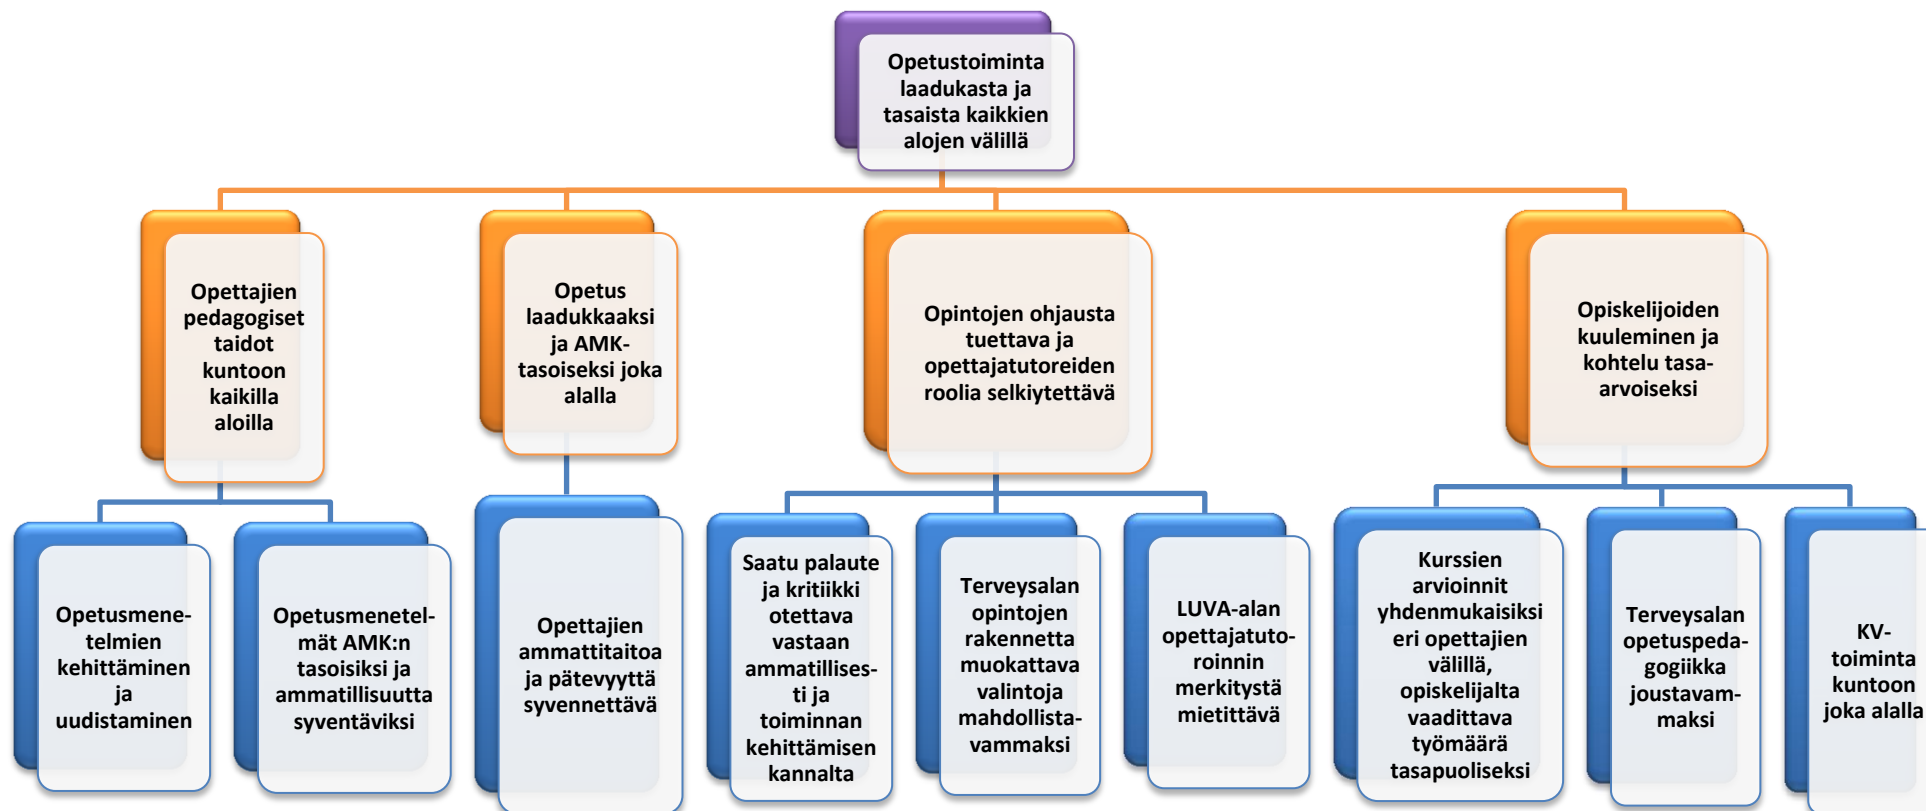 Opetustoiminta
laadukasta ja
tasaista kaikkien
alojen välillä
Opettajien
pedagogiset
taidot
kuntoon
kaikilla
aloilla
Opetus
laadukkaaksi
ja AMK-
tasoiseksi joka
alalla
Opintojen ohjausta
tuettava ja
opettajatutoreiden
roolia selkiytettävä
Opiskelijoiden
kuuleminen ja
kohtelu tasa-
arvoiseksi
Opetusmene-
telmien
kehittäminen
ja
uudistaminen
Opetusmenetel-
mät AMK:n
tasoisiksi ja
ammatillisuutta
syventäviksi
Opettajien
ammattitaitoa
ja pätevyyttä
syvennettävä
Saatu palaute
ja kritiikki
otettava
vastaan
ammatillises-
ti ja
toiminnan
kehittämisen
kannalta
Terveysalan
opintojen
rakennetta
muokattava
valintoja
mahdollista-
vammaksi
LUVA-alan
opettajatuto-
roinnin
merkitystä
mietittävä
Kurssien
arvioinnit
yhdenmukaisiksi
eri opettajien
välillä,
opiskelijalta
vaadittava
työmäärä
tasapuoliseksi
Terveysalan
opetuspeda-
gogiikka
joustavam-
maksi
KV-
toiminta
kuntoon
joka alalla